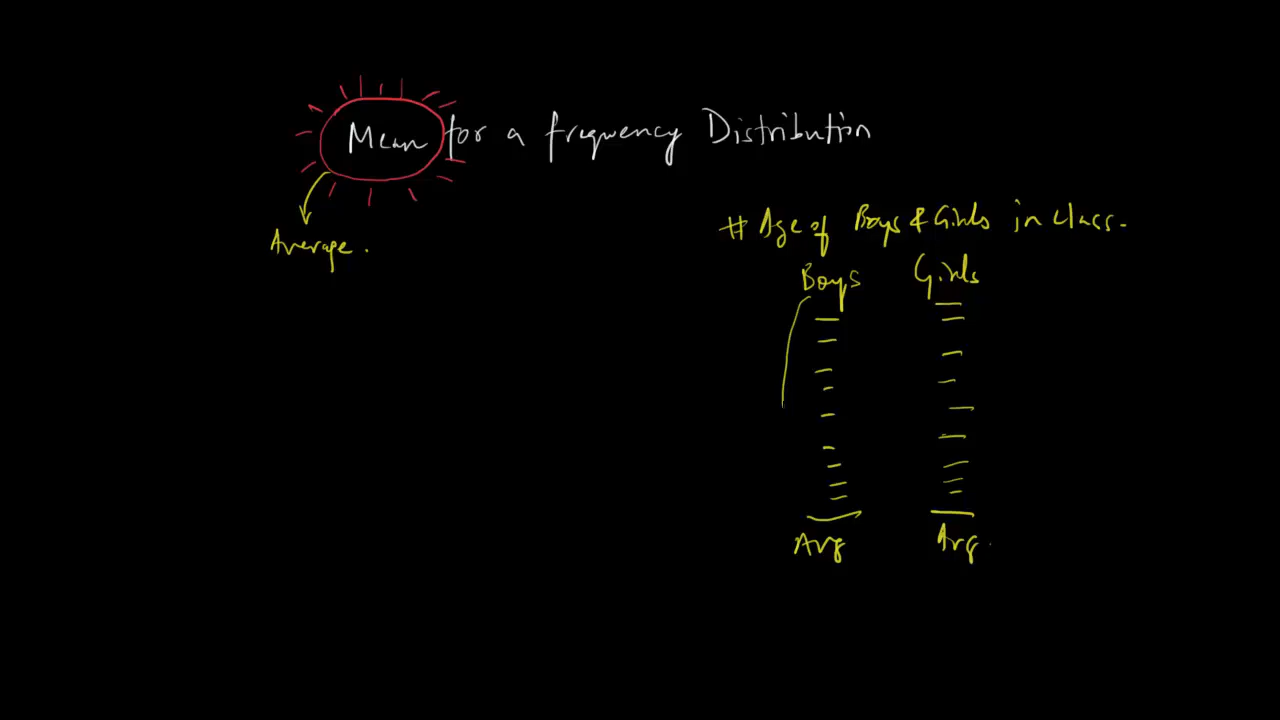 Mean for a frequency Distribution
Average.
# Age of Boys & Girls in class.
Boys Girls
Avg Avg.